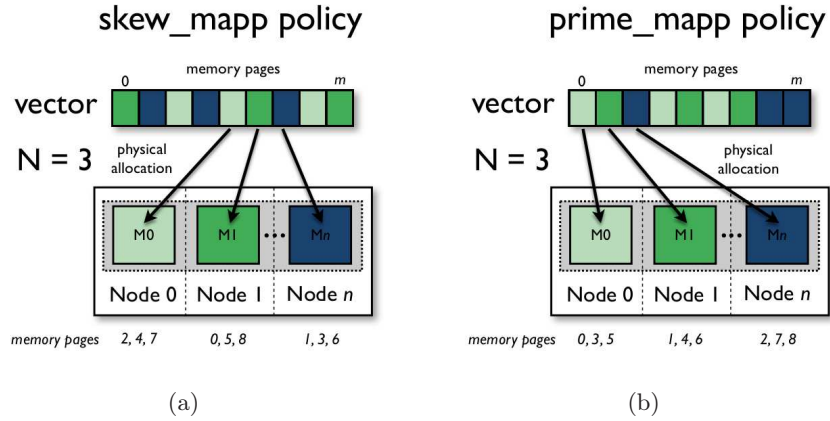 skew_mapp policy
memory pages
0 m
vector
N = 3
physical
allocation
M0 M1 ••• Mn
Node 0 Node 1 Node n
memory pages 2, 4, 7 0, 5, 8 1, 3, 6
(a)
prime_mapp policy
memory pages
0 m
vector
N = 3
physical
allocation
M0 M1 ••• Mn
Node 0 Node 1 Node n
memory pages 0, 3, 5 1, 4, 6 2, 7, 8
(b)